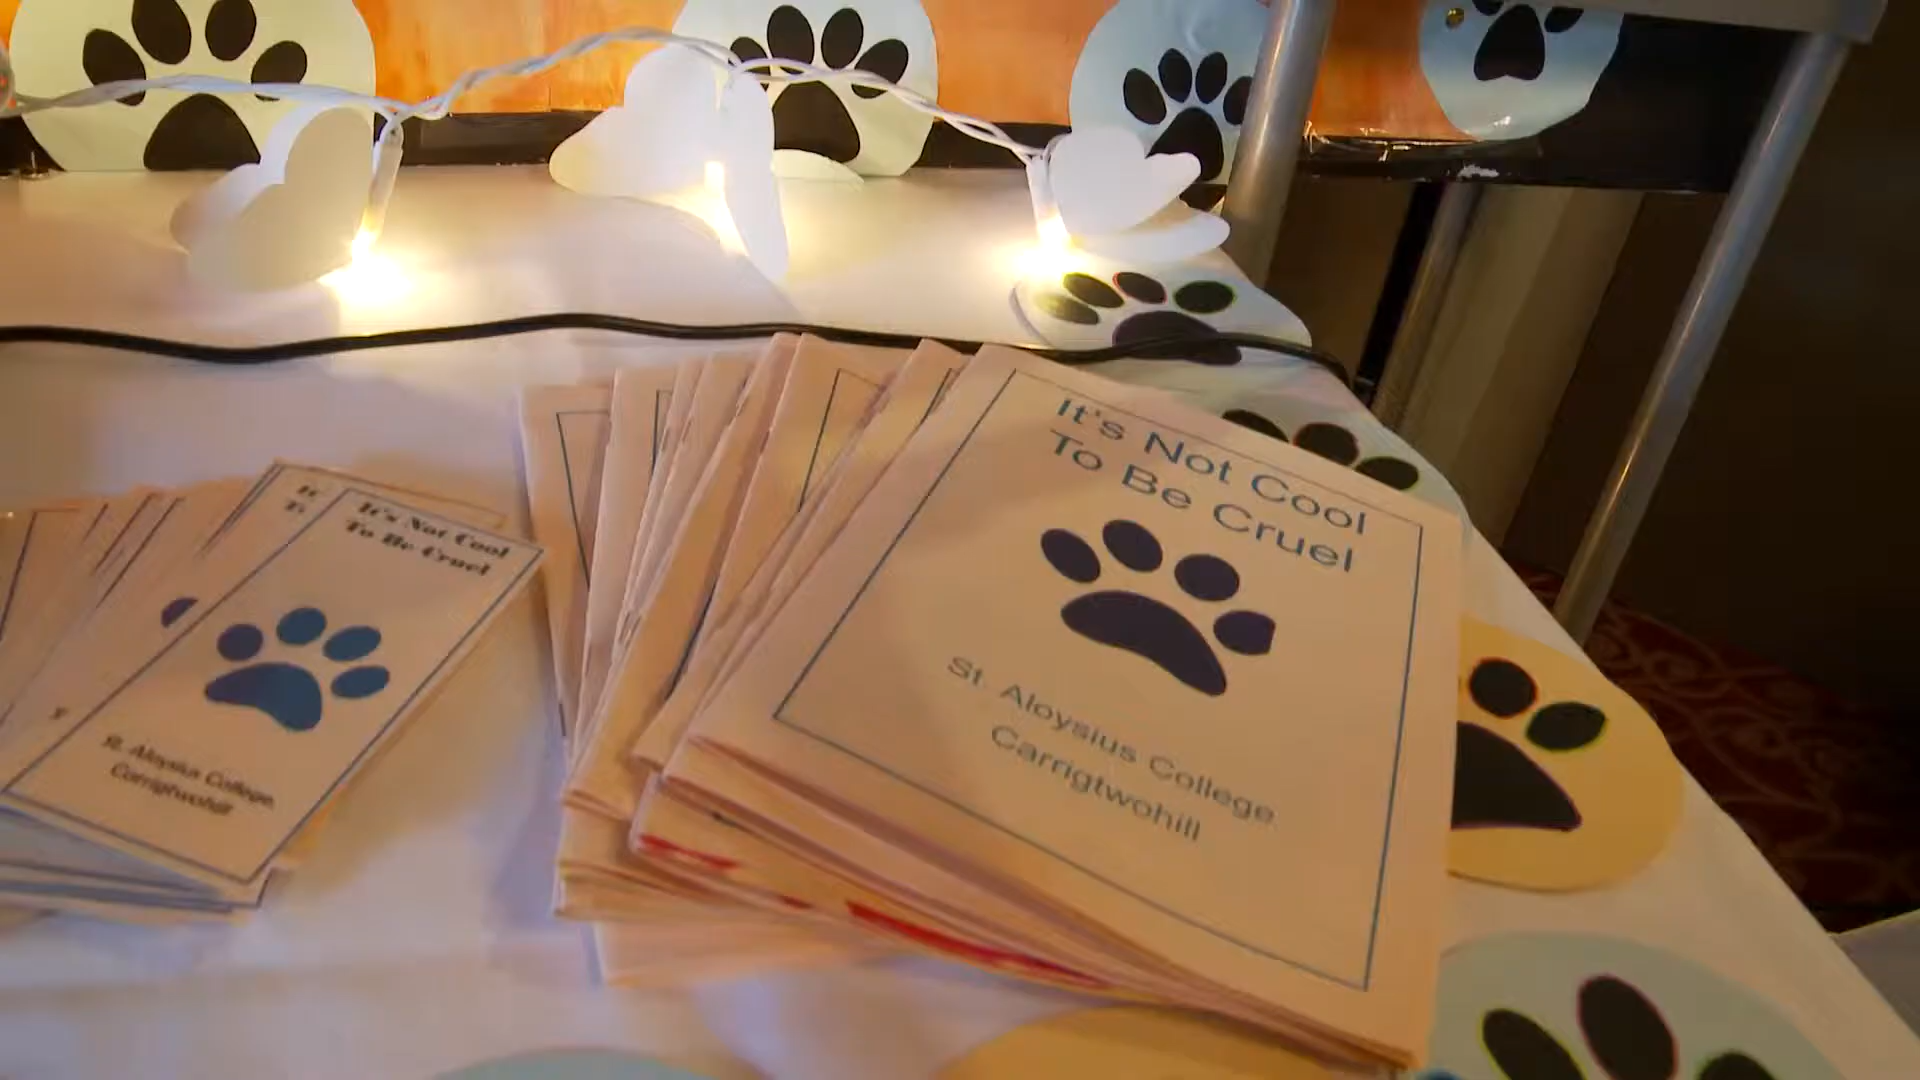 It's Not Cool
To Be Cruel
St. Aloysius College
Carrigtwohill
It's Not Cool
To Be Cruel
St. Aloysius College,
Carrigtwohill